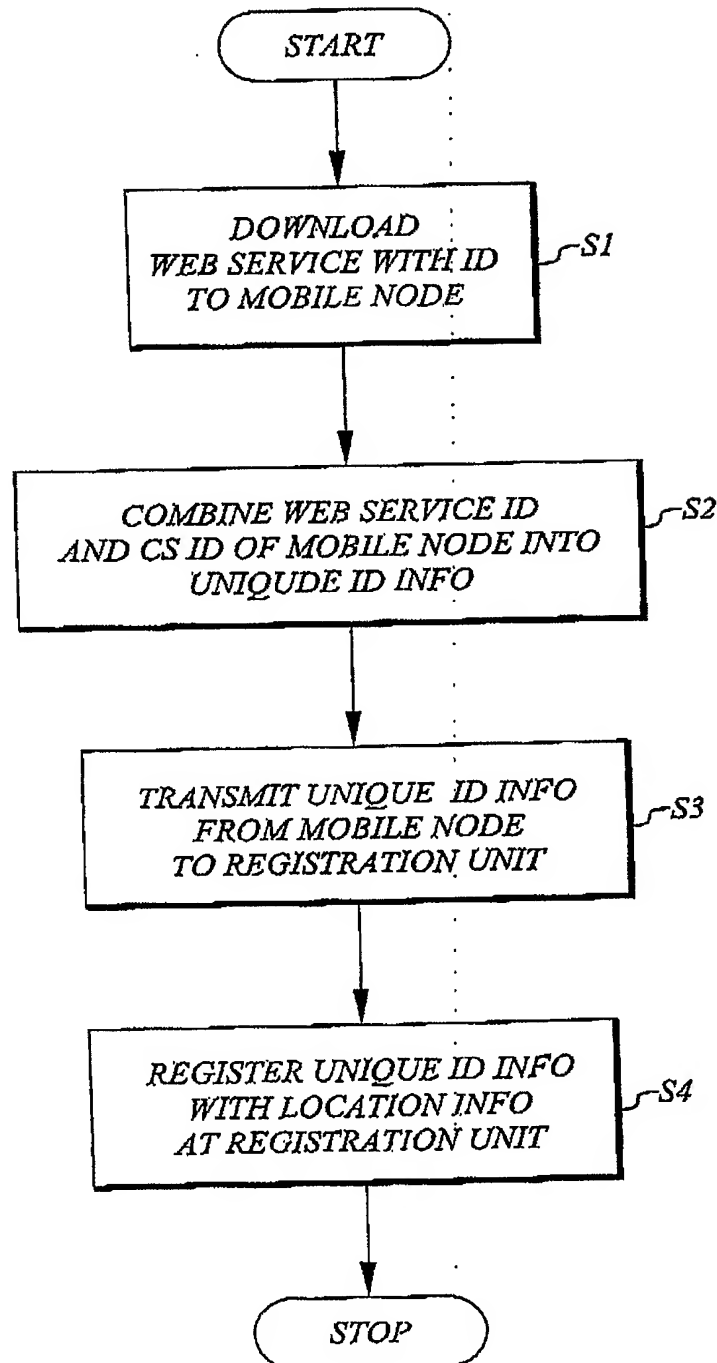 START
DOWNLOAD
WEB SERVICE WITH ID
TO MOBILE NODE
S1
COMBINE WEB SERVICE ID
AND CS ID OF MOBILE NODE INTO
UNIQUDE ID INFO
S2
TRANSMIT UNIQUE ID INFO
FROM MOBILE NODE
TO REGISTRATION UNIT
S3
REGISTER UNIQUE ID INFO
WITH LOCATION INFO
AT REGISTRATION UNIT
S4
STOP